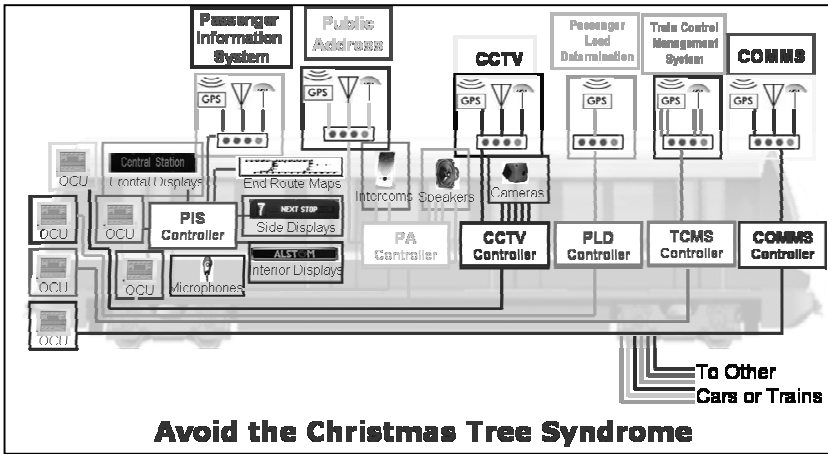 Passenger
Information
System
Public
Address
CCTV
Passenger
Load
Determination
Train Control
Management
System
COMMS
GPS
GPS
GPS
GPS
GPS
GPS
OCU
Central Station
Frontal Displays
End Route Maps
Intercoms
Speakers
Cameras
OCU
OCU
PIS
Controller
7 NEXT STOP
Side Displays
PA
Controller
CCTV
Controller
PLD
Controller
TCMS
Controller
COMMS
Controller
OCU
OCU
Microphones
ALSTOM
Interior Displays
OCU
To Other
Cars or Trains
Avoid the Christmas Tree Syndrome